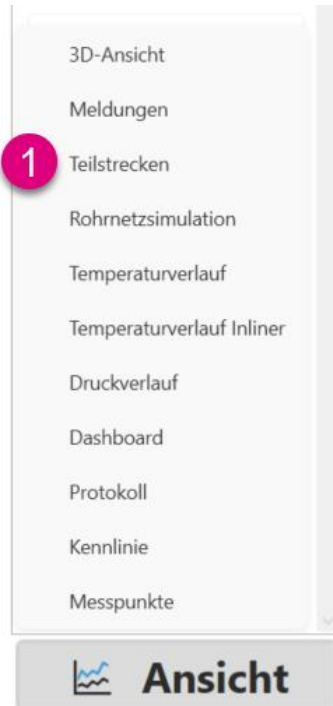 3D-Ansicht
Meldungen
1 Teilstrecken
Rohrnetzsimulation
Temperaturverlauf
Temperaturverlauf Inliner
Druckverlauf
Dashboard
Protokoll
Kennlinie
Messpunkte
Ansicht